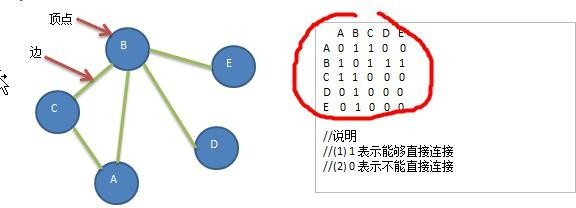 顶点
B
边
E
C
D
A
A B C D E
A 0 1 1 0 0
B 1 0 1 1 1
C 1 1 0 0 0
D 0 1 0 0 0
E 0 1 0 0 0
//说明
//(1) 1 表示能够直接连接
//(2) 0 表示不能直接连接